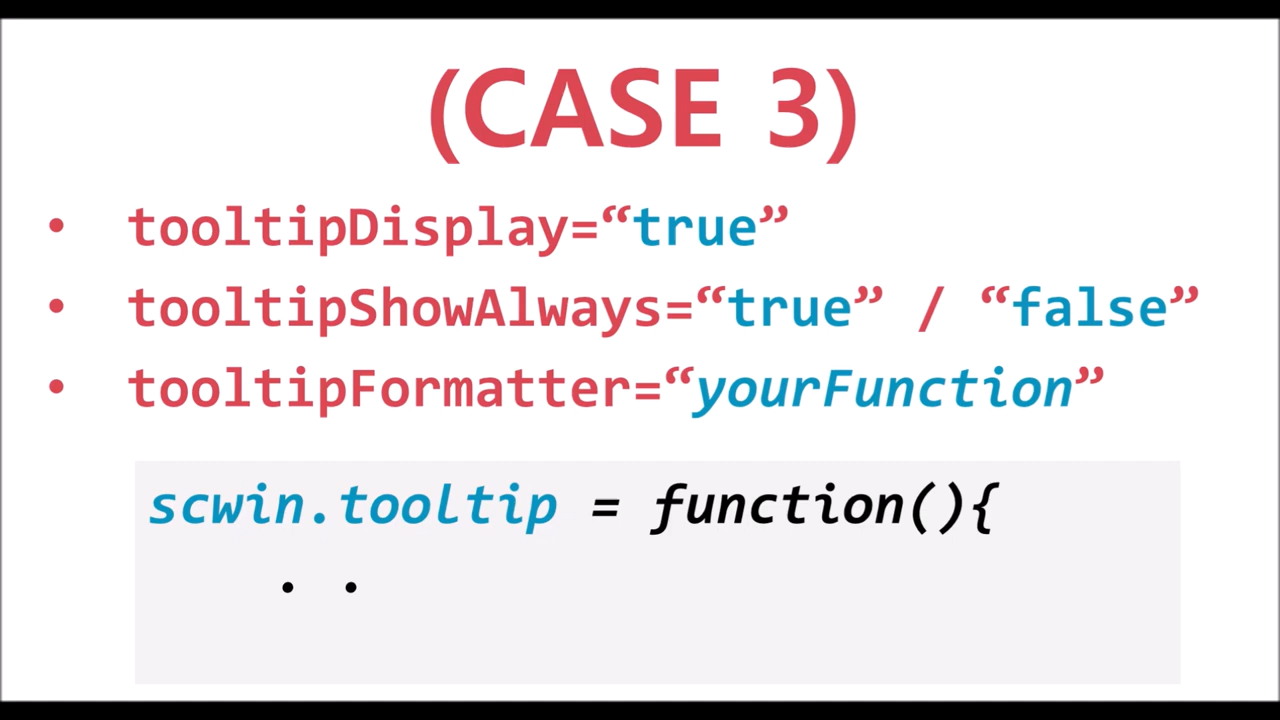 (CASE 3)
• tooltipDisplay=“true”
• tooltipShowAlways=“true” / “false”
• tooltipFormatter=“yourFunction”
scwin.tooltip = function(){
. .